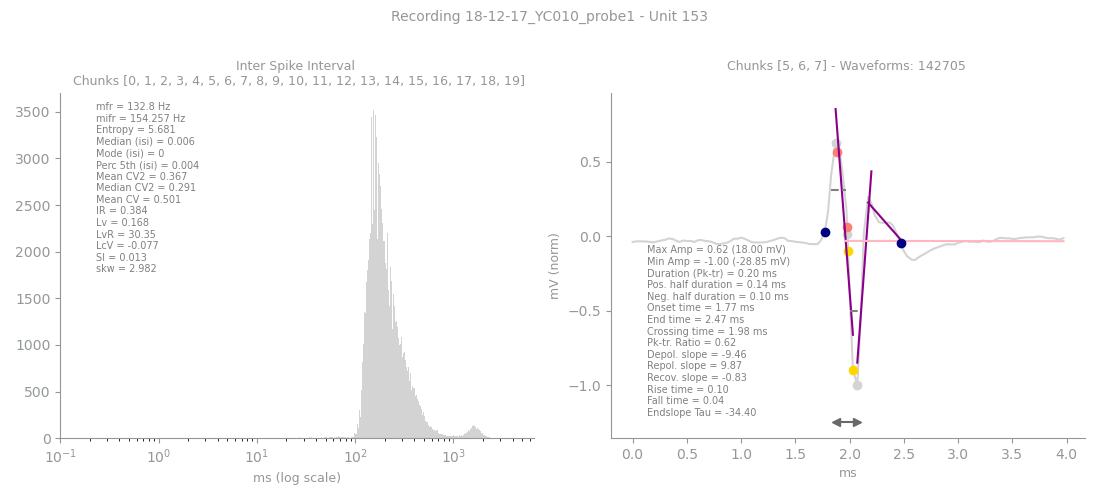 Recording 18-12-17_YC010_probe1 - Unit 153
Inter Spike Interval
Chunks [0, 1, 2, 3, 4, 5, 6, 7, 8, 9, 10, 11, 12, 13, 14, 15, 16, 17, 18, 19]
mfr = 132.8 Hz
mifr = 154.257 Hz
Entropy = 5.681
Median (isi) = 0.006
Mode (isi) = 0
Perc 5th (isi) = 0.004
Mean CV2 = 0.367
Median CV2 = 0.291
Mean CV = 0.501
IR = 0.384
Lv = 0.168
LvR = 30.35
LcV = -0.077
SI = 0.013
skw = 2.982
3500
3000
2500
2000
1500
1000
500
0
10⁻¹ 10⁰ 10¹ 10² 10³
ms (log scale)
Chunks [5, 6, 7] - Waveforms: 142705
mV (norm)
0.5
0.0
−0.5
−1.0
Max Amp = 0.62 (18.00 mV)
Min Amp = -1.00 (-28.85 mV)
Duration (Pk-tr) = 0.20 ms
Pos. half duration = 0.14 ms
Neg. half duration = 0.10 ms
Onset time = 1.77 ms
End time = 2.47 ms
Crossing time = 1.98 ms
Pk-tr. Ratio = 0.62
Depol. slope = -9.46
Repol. slope = 9.87
Recov. slope = -0.83
Rise time = 0.10
Fall time = 0.04
Endslope Tau = -34.40
0.0 0.5 1.0 1.5 2.0 2.5 3.0 3.5 4.0
ms